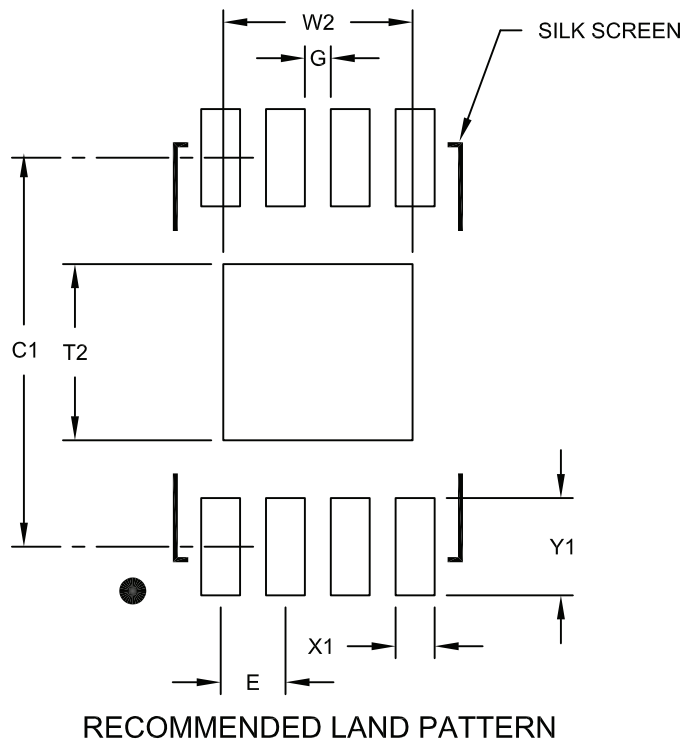 W2
SILK SCREEN
G
C1
T2
Y1
X1
E
RECOMMENDED LAND PATTERN